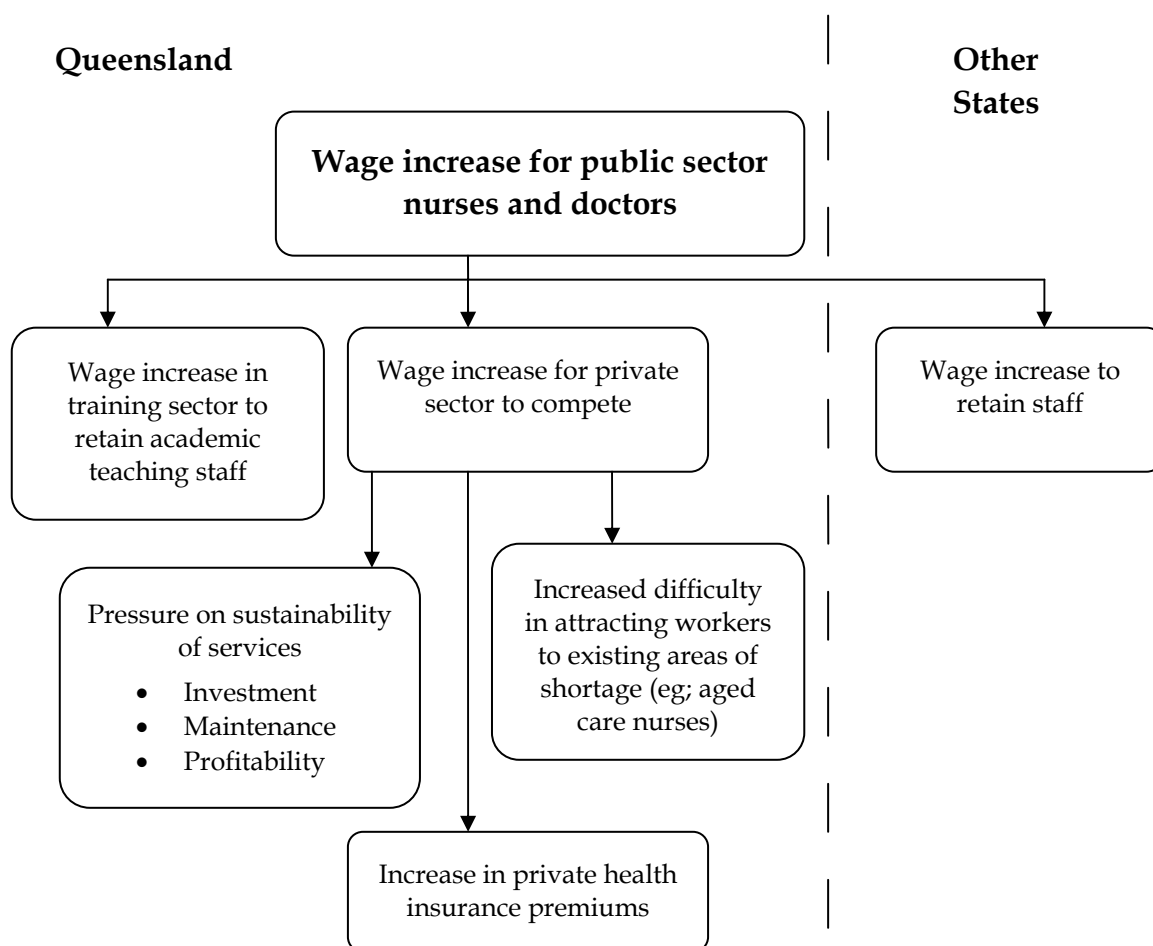 Queensland
Other
States
Wage increase for public sector
nurses and doctors
Wage increase in
training sector to
retain academic
teaching staff
Wage increase for private
sector to compete
Wage increase to
retain staff
Pressure on sustainability
of services
• Investment
• Maintenance
• Profitability
Increased difficulty
in attracting workers
to existing areas of
shortage (eg; aged
care nurses)
Increase in private health
insurance premiums